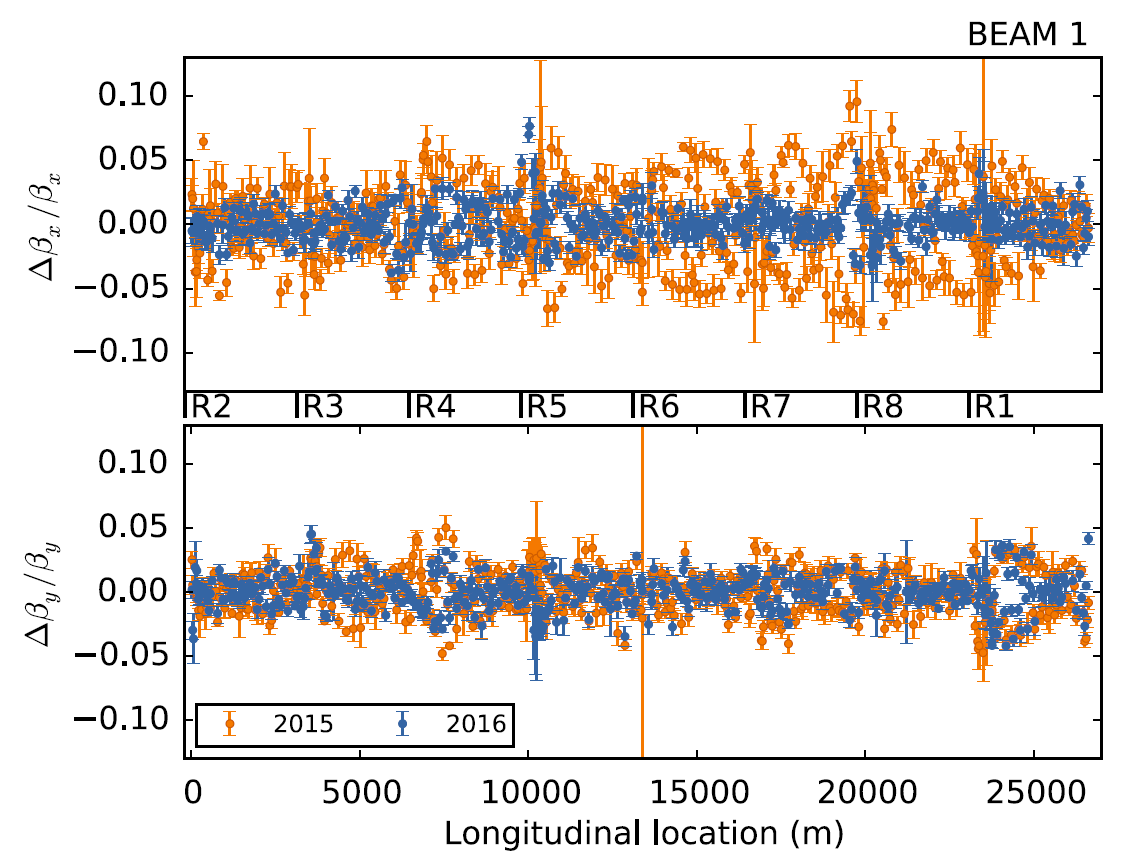 BEAM 1
Δβx/βx
0.10
0.05
0.00
−0.05
−0.10
IR2 IR3 IR4 IR5 IR6 IR7 IR8 IR1
Δβy/βy
0.10
0.05
0.00
−0.05
−0.10
2015 2016
0 5000 10000 15000 20000 25000
Longitudinal location (m)